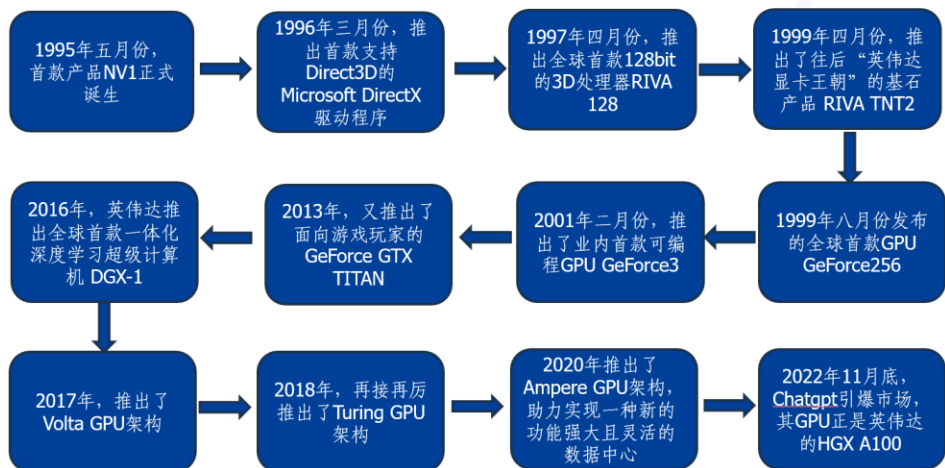 1995年五月份，
首款产品NV1正式
诞生
1996年三月份，推
出首款支持
Direct3D的
Microsoft DirectX
驱动程序
1997年四月份，推
出全球首款128bit
的3D处理器RIVA
128
1999年四月份，推
出了往后“英伟达
显卡王朝”的基石
产品 RIVA TNT2
1999年八月份发布
的全球首款GPU
GeForce256
2001年二月份，推
出了业内首款可编
程GPU GeForce3
2013年，又推出了
面向游戏玩家的
GeForce GTX
TITAN
2016年，英伟达推
出全球首款一体化
深度学习超级计算
机 DGX-1
2017年，推出了
Volta GPU架构
2018年，再接再厉
推出了Turing GPU
架构
2020年推出了
Ampere GPU架构，
助力实现一种新的
功能强大且灵活的
数据中心
2022年11月底，
Chatgpt引爆市场，
其GPU正是英伟达
的HGX A100